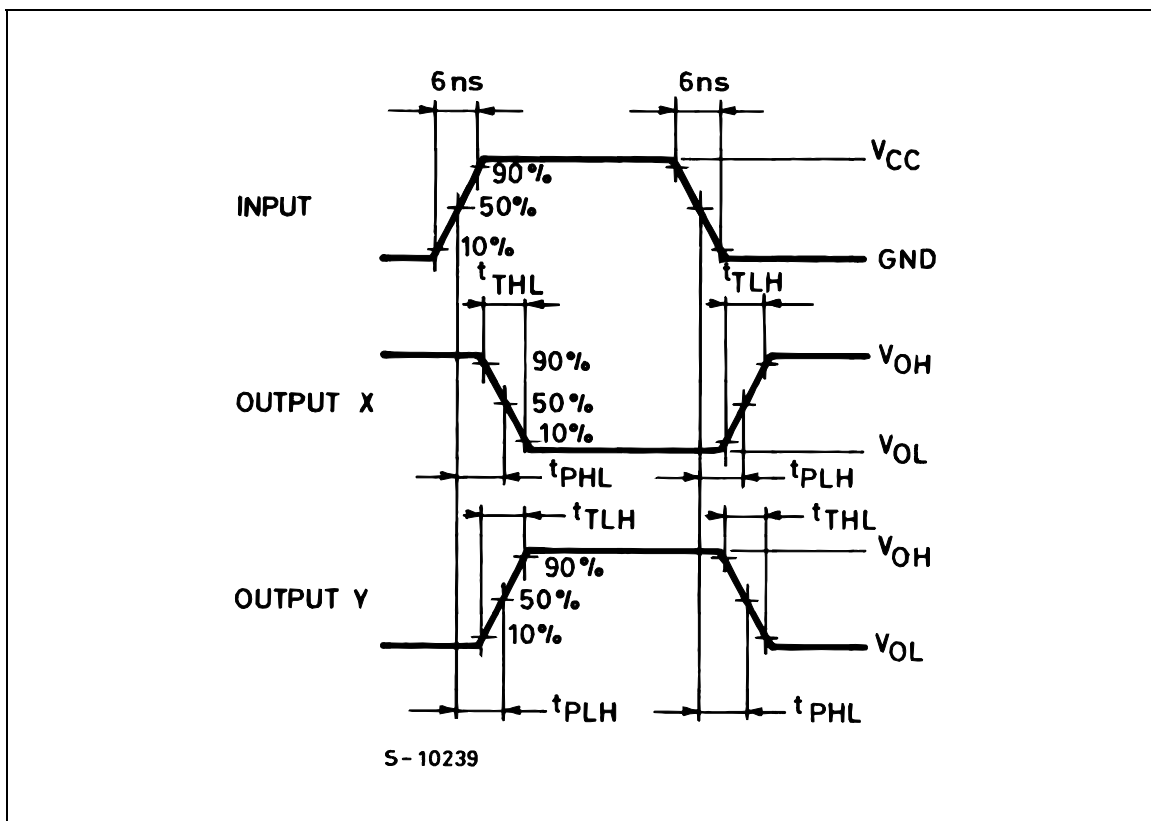 6ns 6ns
VCC
90%
INPUT 50%
10%
GND
tTHL tTLH
VOH
90%
OUTPUT X 50%
10%
VOL
tPHL tPLH
tTLH tTHL
VOH
90%
OUTPUT Y 50%
10%
VOL
tPLH tPHL
S-10239